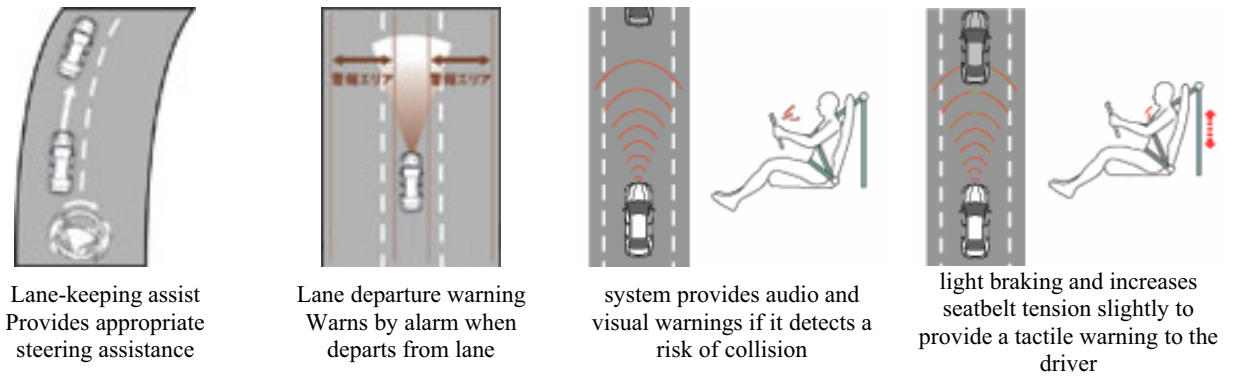 警報エリア 警報エリア
Lane-keeping assist
Provides appropriate
steering assistance
Lane departure warning
Warns by alarm when
departs from lane
system provides audio and
visual warnings if it detects a
risk of collision
light braking and increases
seatbelt tension slightly to
provide a tactile warning to the
driver